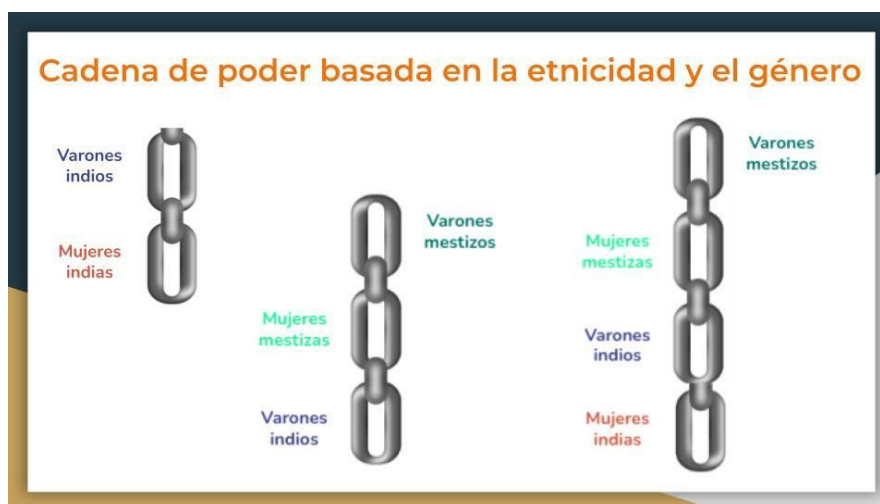 Cadena de poder basada en la etnicidad y el género
Varones
indios
Mujeres
indias
Varones
mestizos
Mujeres
mestizas
Varones
indios
Varones
mestizos
Mujeres
mestizas
Varones
indios
Mujeres
indias